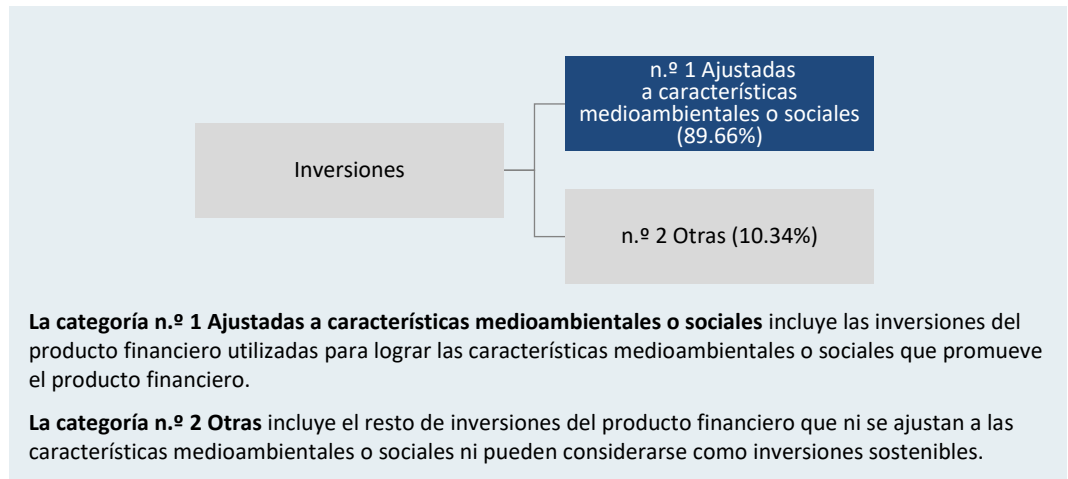 n.º 1 Ajustadas
a características
medioambientales o sociales
(89.66%)
Inversiones
n.º 2 Otras (10.34%)
La categoría n.º 1 Ajustadas a características medioambientales o sociales incluye las inversiones del
producto financiero utilizadas para lograr las características medioambientales o sociales que promueve
el producto financiero.
La categoría n.º 2 Otras incluye el resto de inversiones del producto financiero que ni se ajustan a las
características medioambientales o sociales ni pueden considerarse como inversiones sostenibles.